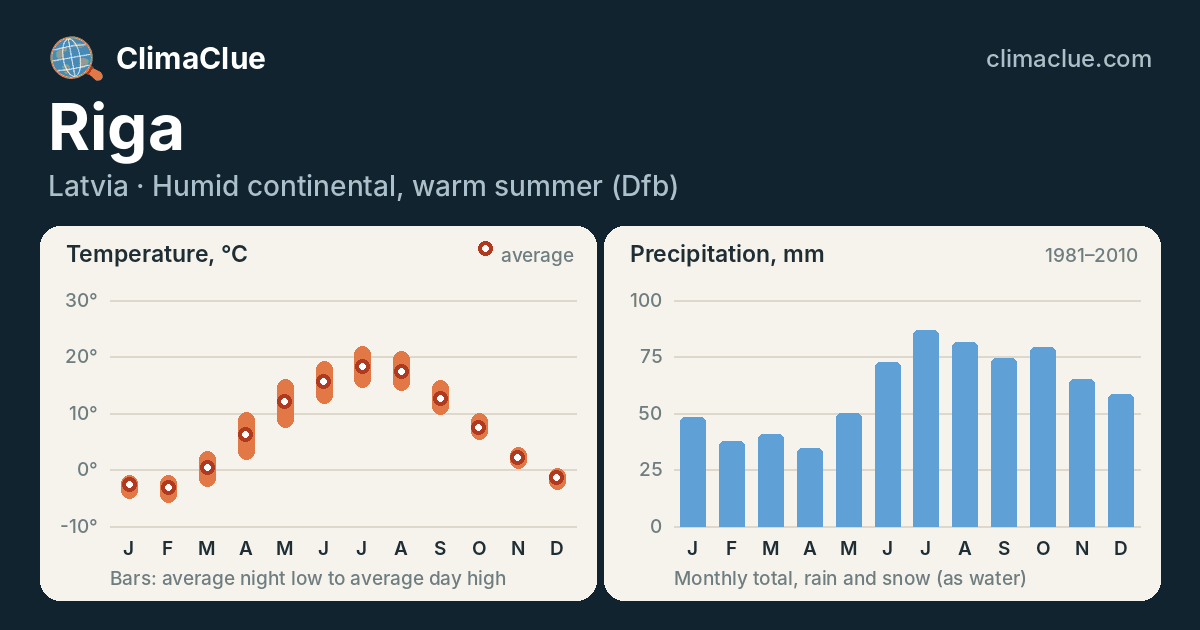 ClimaClue
climaclue.com
Riga
Latvia · Humid continental, warm summer (Dfb)
Temperature, °C
average
30°
20°
10°
0°
-10°
J F M A M J J A S O N D
Bars: average night low to average day high
Precipitation, mm
1981–2010
100
75
50
25
0
J F M A M J J A S O N D
Monthly total, rain and snow (as water)